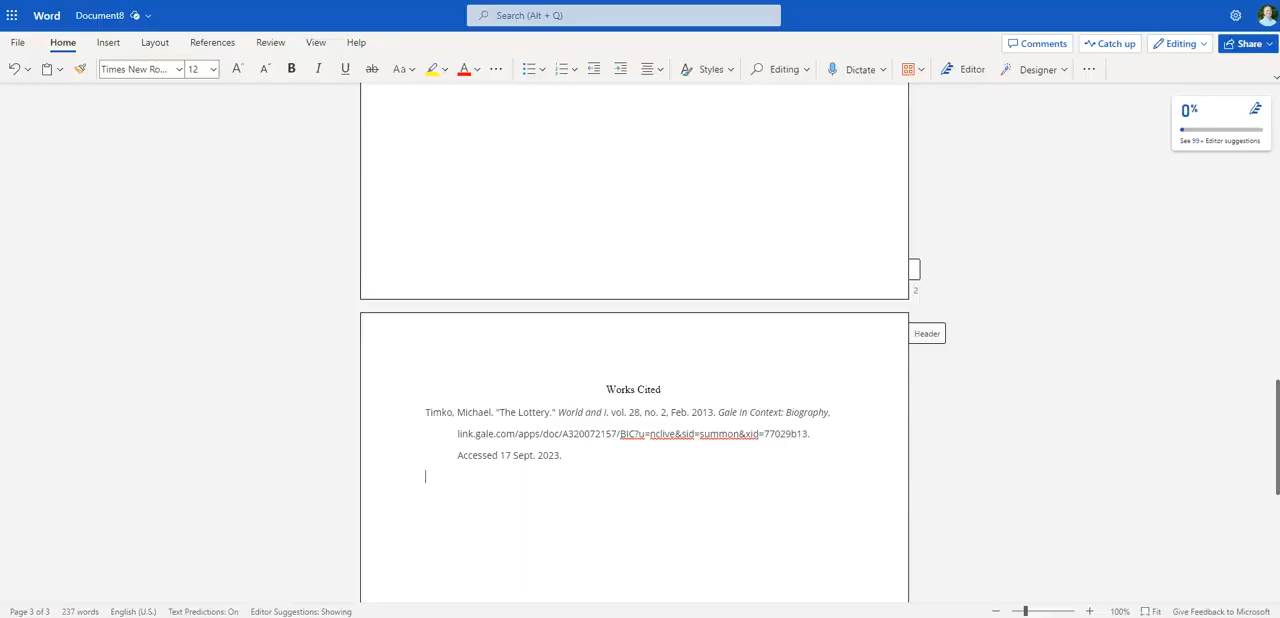 Word Document8 Search (Alt + Q)
File Home Insert Layout References Review View Help Comments Catch up Editing Share
Times New Ro... 12 A A B I U ab Aa A Styles Editing Dictate Editor Designer
0%
See 99+ Editor suggestions
2
Header
Works Cited
Timko, Michael. "The Lottery." World and I. vol. 28, no. 2, Feb. 2013. Gale In Context: Biography,
link.gale.com/apps/doc/A320072157/BIC?u=nclive&sid=summon&xid=77029b13.
Accessed 17 Sept. 2023.
Page 3 of 3 237 words English (U.S.) Text Predictions: On Editor Suggestions: Showing 100% Fit Give Feedback to Microsoft